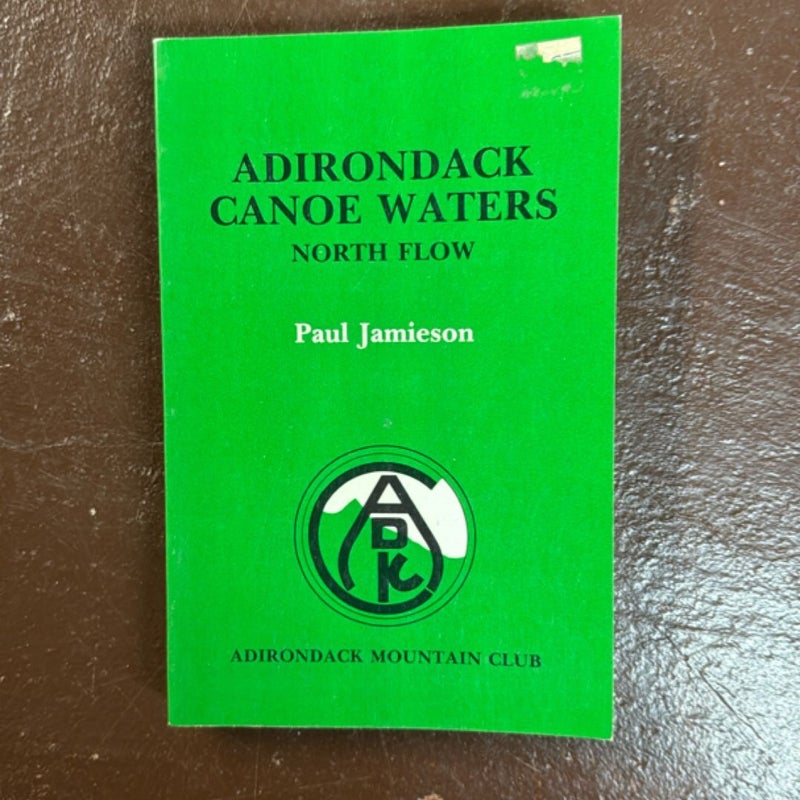 ADIRONDACK
CANOE WATERS
NORTH FLOW
Paul Jamieson
ADK
ADIRONDACK MOUNTAIN CLUB